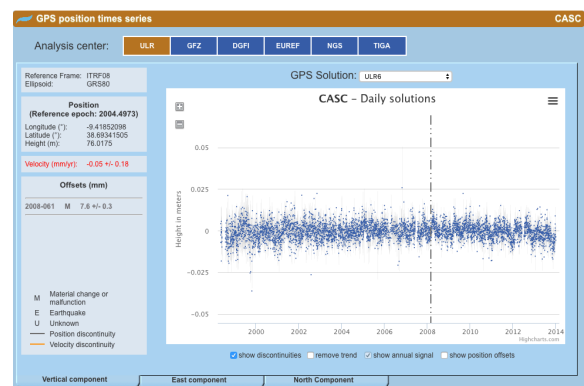 GPS position times series CASC
Analysis center: ULR GFZ DGFI EUREF NGS TIGA
Reference Frame: ITRF08
Ellipsoid: GRS80
Position
(Reference epoch: 2004.4973)
Longitude (°): -9.41852098
Latitude (°): 38.69341505
Height (m): 76.0175
Velocity (mm/yr): -0.05 +/- 0.18
Offsets (mm)
2008-061 M 7.6 +/- 0.3
M Material change or
malfunction
E Earthquake
U Unknown
Position discontinuity
Velocity discontinuity
GPS Solution: ULR6
CASC – Daily solutions
Height in meters
0.05
0.025
0
-0.025
-0.05
2000 2002 2004 2006 2008 2010 2012 2014
Highcharts.com
show discontinuities remove trend show annual signal show position offsets
Vertical component East component North Component